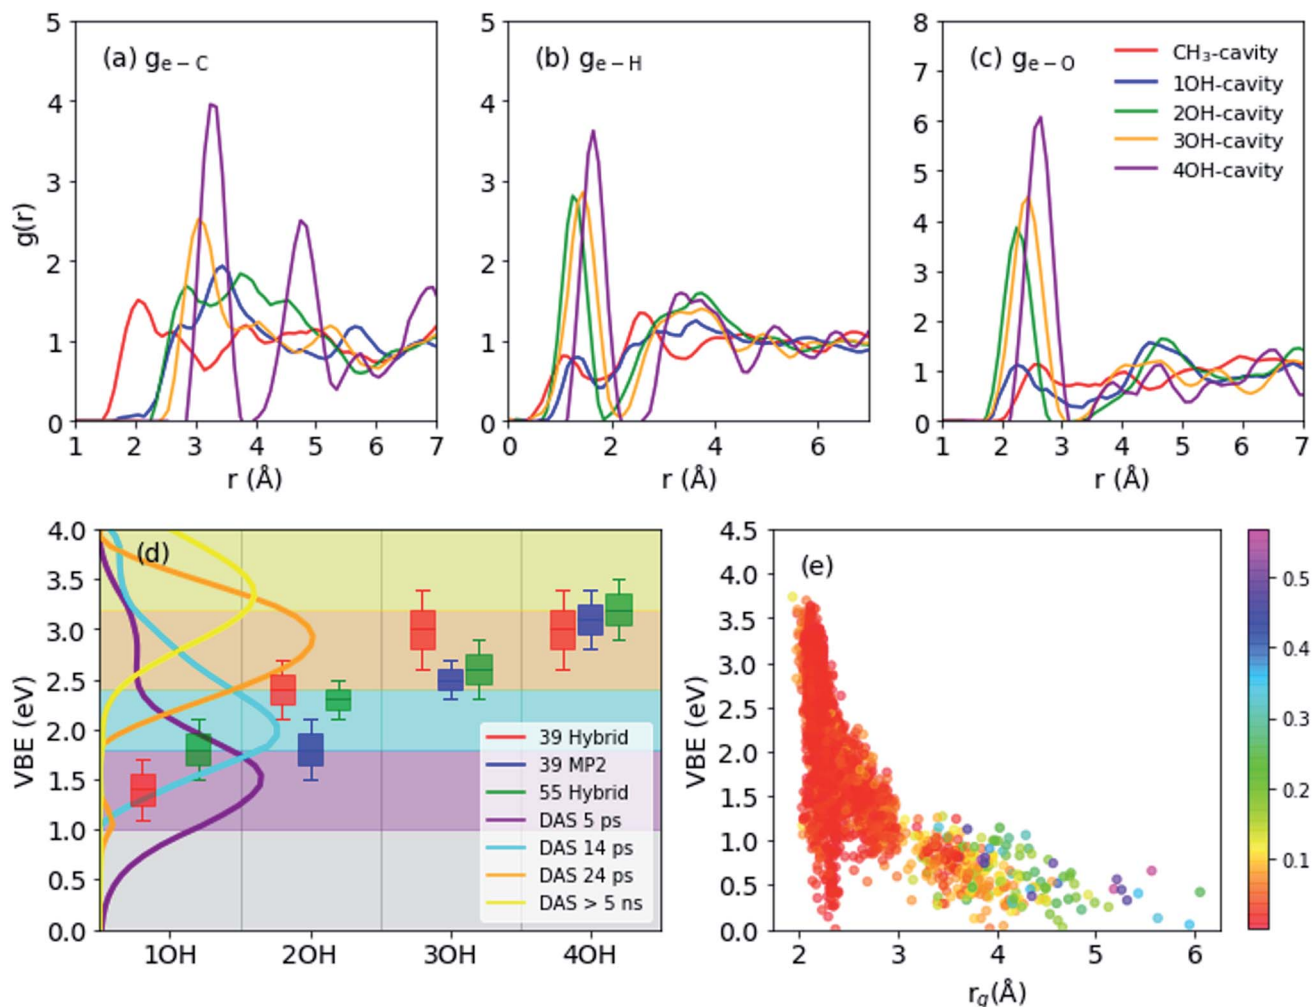 (a) gₑ₋C
(b) gₑ₋H
(c) gₑ₋O
CH₃-cavity
1OH-cavity
2OH-cavity
3OH-cavity
4OH-cavity
g(r)
5
4
3
2
1
0
5
4
3
2
1
0
8
7
6
5
4
3
2
1
0
1 2 3 4 5 6 7
0 2 4 6
1 2 3 4 5 6 7
r (Å)
r (Å)
r (Å)
(d)
VBE (eV)
4.0
3.5
3.0
2.5
2.0
1.5
1.0
0.5
0.0
39 Hybrid
39 MP2
55 Hybrid
DAS 5 ps
DAS 14 ps
DAS 24 ps
DAS > 5 ns
1OH 2OH 3OH 4OH
(e)
VBE (eV)
4.5
4.0
3.5
3.0
2.5
2.0
1.5
1.0
0.5
0.0
2 3 4 5 6
r_g(Å)
0.5
0.4
0.3
0.2
0.1